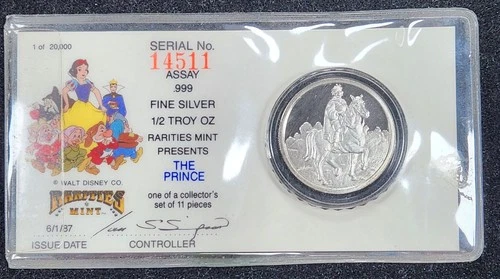 1 of 20,000
SERIAL No.
14511
ASSAY
.999
FINE SILVER
1/2 TROY OZ
RARITIES MINT
PRESENTS
THE
PRINCE
one of a collector's
set of 11 pieces
© WALT DISNEY CO.
RARITIES
MINT
6/1/87
ISSUE DATE
CONTROLLER